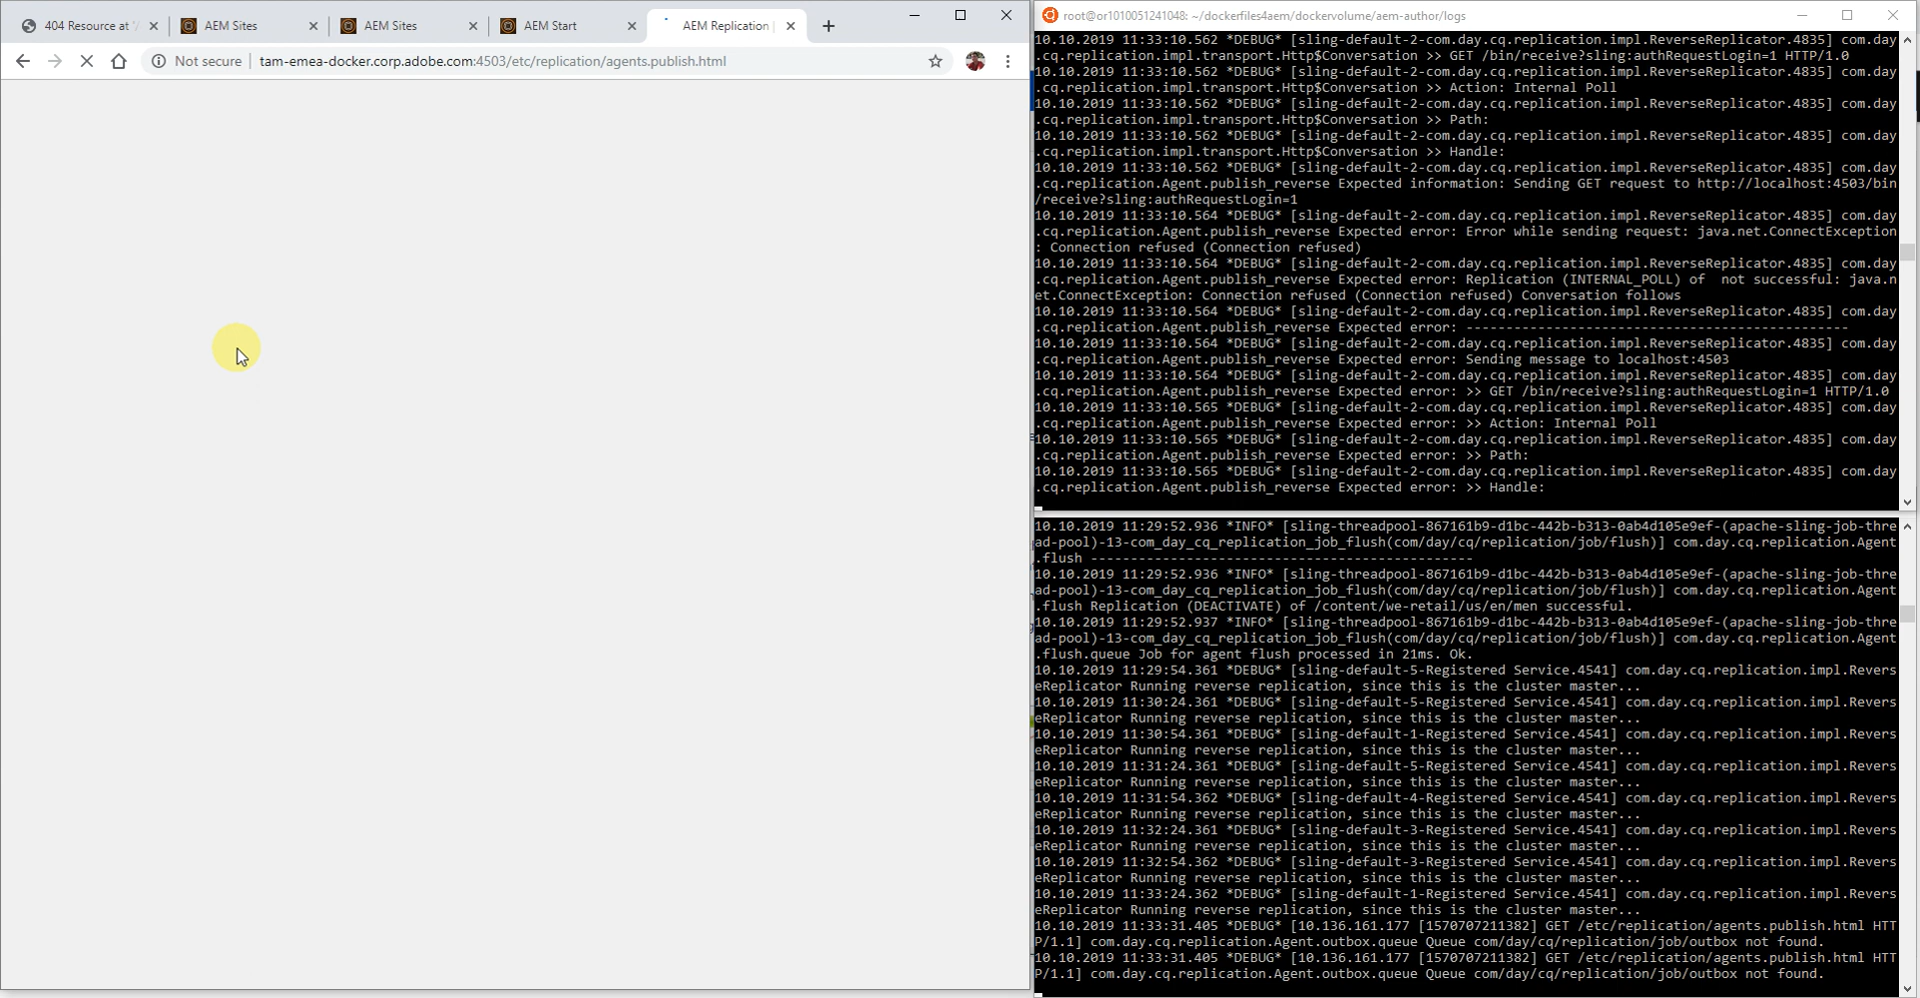 404 Resource at '/
AEM Sites
AEM Sites
AEM Start
AEM Replication |
Not secure
tam-emea-docker.corp.adobe.com:4503/etc/replication/agents.publish.html
root@or1010051241048: ~/dockerfiles4aem/dockervolume/aem-author/logs
10.10.2019 11:33:10.562 *DEBUG* [sling-default-2-com.day.cq.replication.impl.ReverseReplicator.4835] com.day
.cq.replication.impl.transport.Http$Conversation >> GET /bin/receive?sling:authRequestLogin=1 HTTP/1.0
10.10.2019 11:33:10.562 *DEBUG* [sling-default-2-com.day.cq.replication.impl.ReverseReplicator.4835] com.day
.cq.replication.impl.transport.Http$Conversation >> Action: Internal Poll
10.10.2019 11:33:10.562 *DEBUG* [sling-default-2-com.day.cq.replication.impl.ReverseReplicator.4835] com.day
.cq.replication.impl.transport.Http$Conversation >> Path:
10.10.2019 11:33:10.562 *DEBUG* [sling-default-2-com.day.cq.replication.impl.ReverseReplicator.4835] com.day
.cq.replication.impl.transport.Http$Conversation >> Handle:
10.10.2019 11:33:10.562 *DEBUG* [sling-default-2-com.day.cq.replication.impl.ReverseReplicator.4835] com.day
.cq.replication.Agent.publish_reverse Expected information: Sending GET request to http://localhost:4503/bin
/receive?sling:authRequestLogin=1
10.10.2019 11:33:10.564 *DEBUG* [sling-default-2-com.day.cq.replication.impl.ReverseReplicator.4835] com.day
.cq.replication.Agent.publish_reverse Expected error: Error while sending request: java.net.ConnectException
: Connection refused (Connection refused)
10.10.2019 11:33:10.564 *DEBUG* [sling-default-2-com.day.cq.replication.impl.ReverseReplicator.4835] com.day
.cq.replication.Agent.publish_reverse Expected error: Replication (INTERNAL_POLL) of  not successful: java.n
et.ConnectException: Connection refused (Connection refused) Conversation follows
10.10.2019 11:33:10.564 *DEBUG* [sling-default-2-com.day.cq.replication.impl.ReverseReplicator.4835] com.day
.cq.replication.Agent.publish_reverse Expected error: ------------------------------------------------
10.10.2019 11:33:10.564 *DEBUG* [sling-default-2-com.day.cq.replication.impl.ReverseReplicator.4835] com.day
.cq.replication.Agent.publish_reverse Expected error: Sending message to localhost:4503
10.10.2019 11:33:10.564 *DEBUG* [sling-default-2-com.day.cq.replication.impl.ReverseReplicator.4835] com.day
.cq.replication.Agent.publish_reverse Expected error: >> GET /bin/receive?sling:authRequestLogin=1 HTTP/1.0
10.10.2019 11:33:10.565 *DEBUG* [sling-default-2-com.day.cq.replication.impl.ReverseReplicator.4835] com.day
.cq.replication.Agent.publish_reverse Expected error: >> Action: Internal Poll
10.10.2019 11:33:10.565 *DEBUG* [sling-default-2-com.day.cq.replication.impl.ReverseReplicator.4835] com.day
.cq.replication.Agent.publish_reverse Expected error: >> Path:
10.10.2019 11:33:10.565 *DEBUG* [sling-default-2-com.day.cq.replication.impl.ReverseReplicator.4835] com.day
.cq.replication.Agent.publish_reverse Expected error: >> Handle:
10.10.2019 11:29:52.936 *INFO* [sling-threadpool-867161b9-d1bc-442b-b313-0ab4d105e9ef-(apache-sling-job-thre
ad-pool)-13-com_day_cq_replication_job_flush(com/day/cq/replication/job/flush)] com.day.cq.replication.Agent
.flush ------------------------------------------------
10.10.2019 11:29:52.936 *INFO* [sling-threadpool-867161b9-d1bc-442b-b313-0ab4d105e9ef-(apache-sling-job-thre
ad-pool)-13-com_day_cq_replication_job_flush(com/day/cq/replication/job/flush)] com.day.cq.replication.Agent
.flush Replication (DEACTIVATE) of /content/we-retail/us/en/men successful.
10.10.2019 11:29:52.937 *INFO* [sling-threadpool-867161b9-d1bc-442b-b313-0ab4d105e9ef-(apache-sling-job-thre
ad-pool)-13-com_day_cq_replication_job_flush(com/day/cq/replication/job/flush)] com.day.cq.replication.Agent
.flush.queue Job for agent flush processed in 21ms. Ok.
10.10.2019 11:29:54.361 *DEBUG* [sling-default-5-Registered Service.4541] com.day.cq.replication.impl.Revers
eReplicator Running reverse replication, since this is the cluster master...
10.10.2019 11:30:24.361 *DEBUG* [sling-default-5-Registered Service.4541] com.day.cq.replication.impl.Revers
eReplicator Running reverse replication, since this is the cluster master...
10.10.2019 11:30:54.361 *DEBUG* [sling-default-1-Registered Service.4541] com.day.cq.replication.impl.Revers
eReplicator Running reverse replication, since this is the cluster master...
10.10.2019 11:31:24.361 *DEBUG* [sling-default-5-Registered Service.4541] com.day.cq.replication.impl.Revers
eReplicator Running reverse replication, since this is the cluster master...
10.10.2019 11:31:54.362 *DEBUG* [sling-default-4-Registered Service.4541] com.day.cq.replication.impl.Revers
eReplicator Running reverse replication, since this is the cluster master...
10.10.2019 11:32:24.361 *DEBUG* [sling-default-3-Registered Service.4541] com.day.cq.replication.impl.Revers
eReplicator Running reverse replication, since this is the cluster master...
10.10.2019 11:32:54.362 *DEBUG* [sling-default-3-Registered Service.4541] com.day.cq.replication.impl.Revers
eReplicator Running reverse replication, since this is the cluster master...
10.10.2019 11:33:24.362 *DEBUG* [sling-default-1-Registered Service.4541] com.day.cq.replication.impl.Revers
eReplicator Running reverse replication, since this is the cluster master...
10.10.2019 11:33:31.405 *DEBUG* [10.136.161.177 [1570707211382] GET /etc/replication/agents.publish.html HTT
P/1.1] com.day.cq.replication.Agent.outbox.queue Queue com/day/cq/replication/job/outbox not found.
10.10.2019 11:33:31.405 *DEBUG* [10.136.161.177 [1570707211382] GET /etc/replication/agents.publish.html HTT
P/1.1] com.day.cq.replication.Agent.outbox.queue Queue com/day/cq/replication/job/outbox not found.